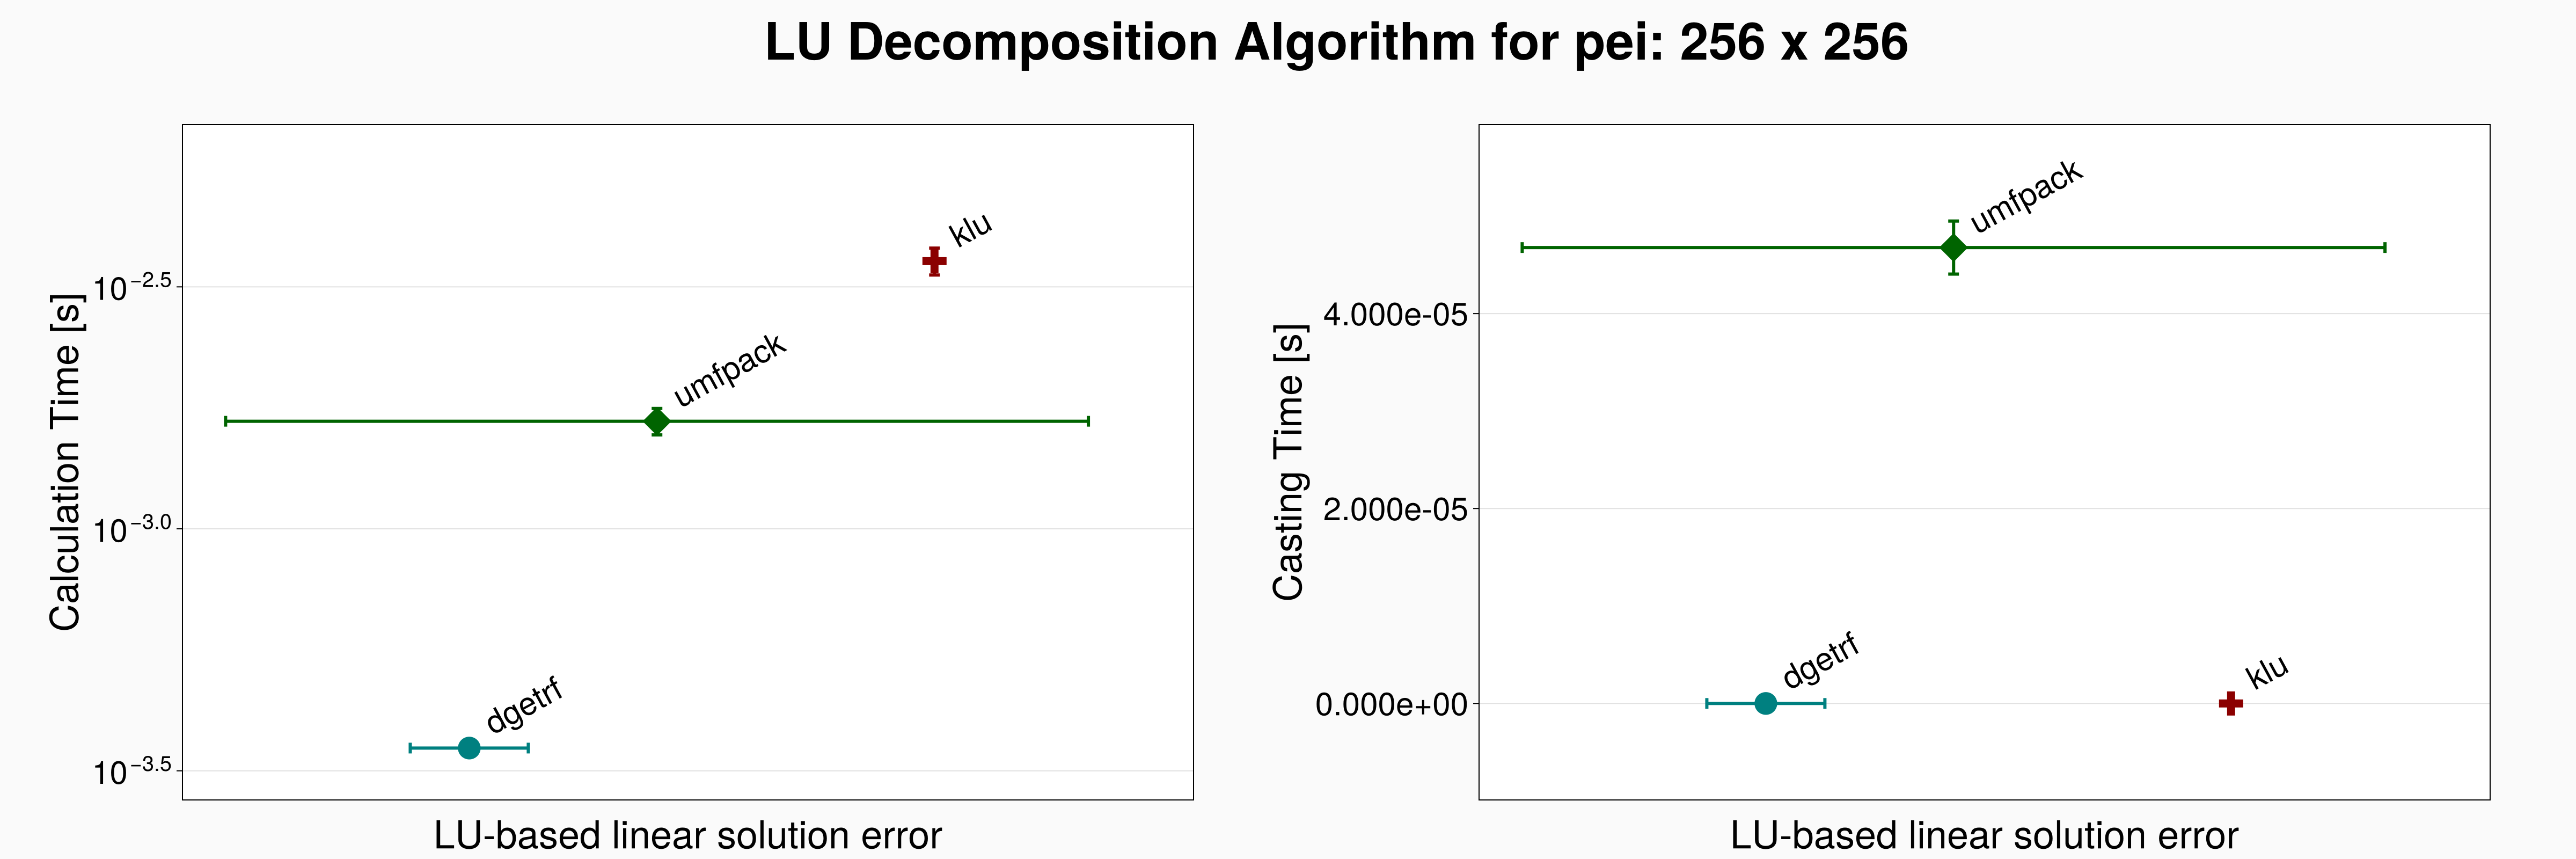 LU Decomposition Algorithm for pei: 256 x 256
Calculation Time [s]
10−2.5
10−3.0
10−3.5
klu
umfpack
dgetrf
LU-based linear solution error
Casting Time [s]
4.000e-05
2.000e-05
0.000e+00
umfpack
dgetrf
klu
LU-based linear solution error